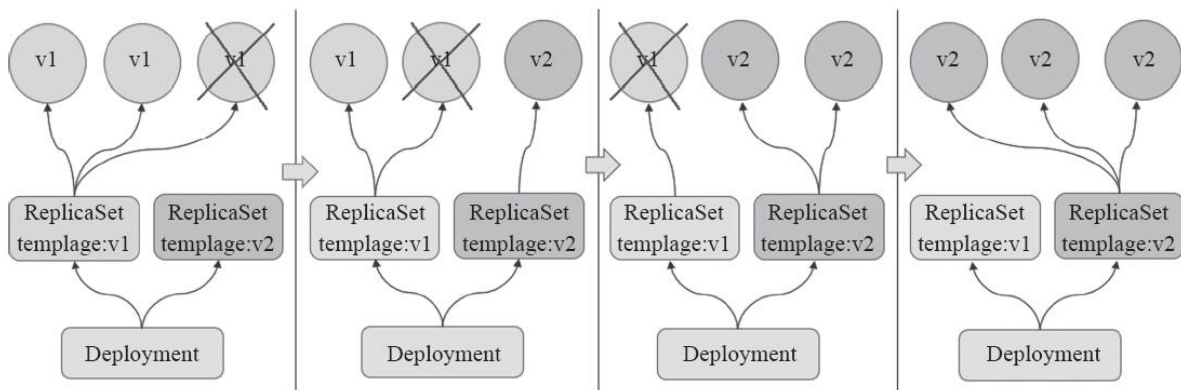 v1
v1
v1
v1
v1
v2
v1
v2
v2
v2
v2
v2
ReplicaSet
templage:v1
ReplicaSet
templage:v2
ReplicaSet
templage:v1
ReplicaSet
templage:v2
ReplicaSet
templage:v1
ReplicaSet
templage:v2
ReplicaSet
templage:v1
ReplicaSet
templage:v2
Deployment
Deployment
Deployment
Deployment